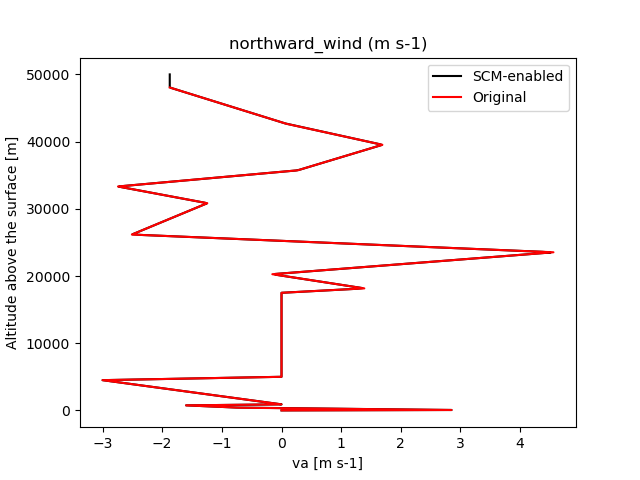 northward_wind (m s-1)
SCM-enabled
Original
Altitude above the surface [m]
50000
40000
30000
20000
10000
0
−3
−2
−1
0
1
2
3
4
va [m s-1]